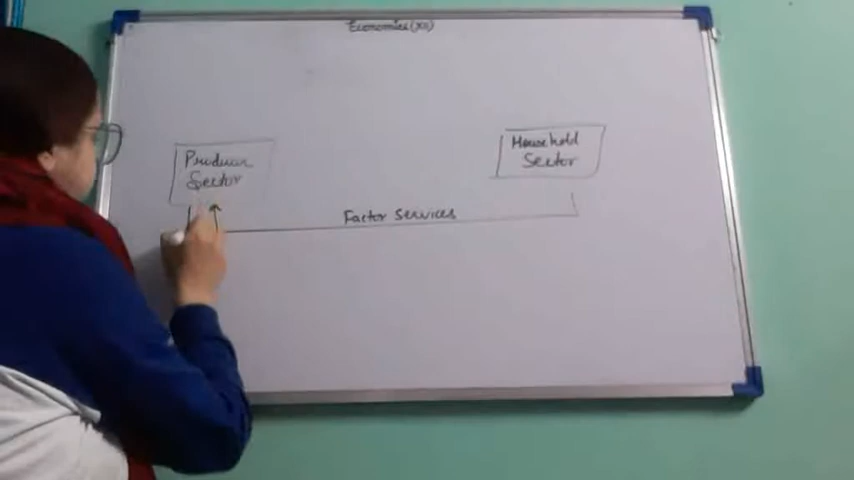 Economics (XII)
Producer
Sector
Household
Sector
Factor Services